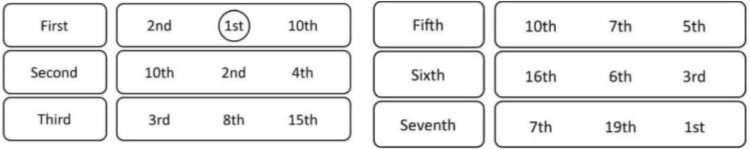 First 2nd 1st 10th
Second 10th 2nd 4th
Third 3rd 8th 15th
Fifth 10th 7th 5th
Sixth 16th 6th 3rd
Seventh 7th 19th 1st